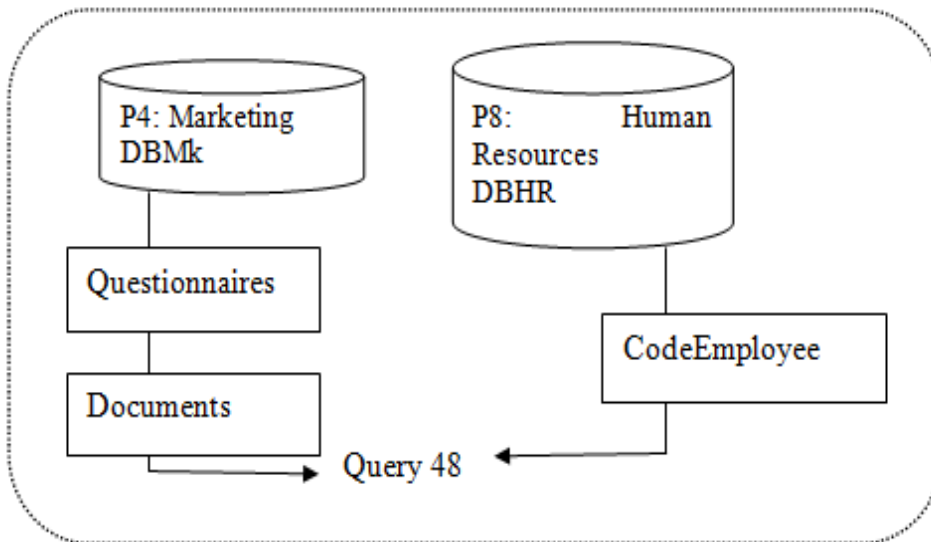 P4: Marketing
DBMk
P8: Human
Resources
DBHR
Questionnaires
CodeEmployee
Documents
Query 48